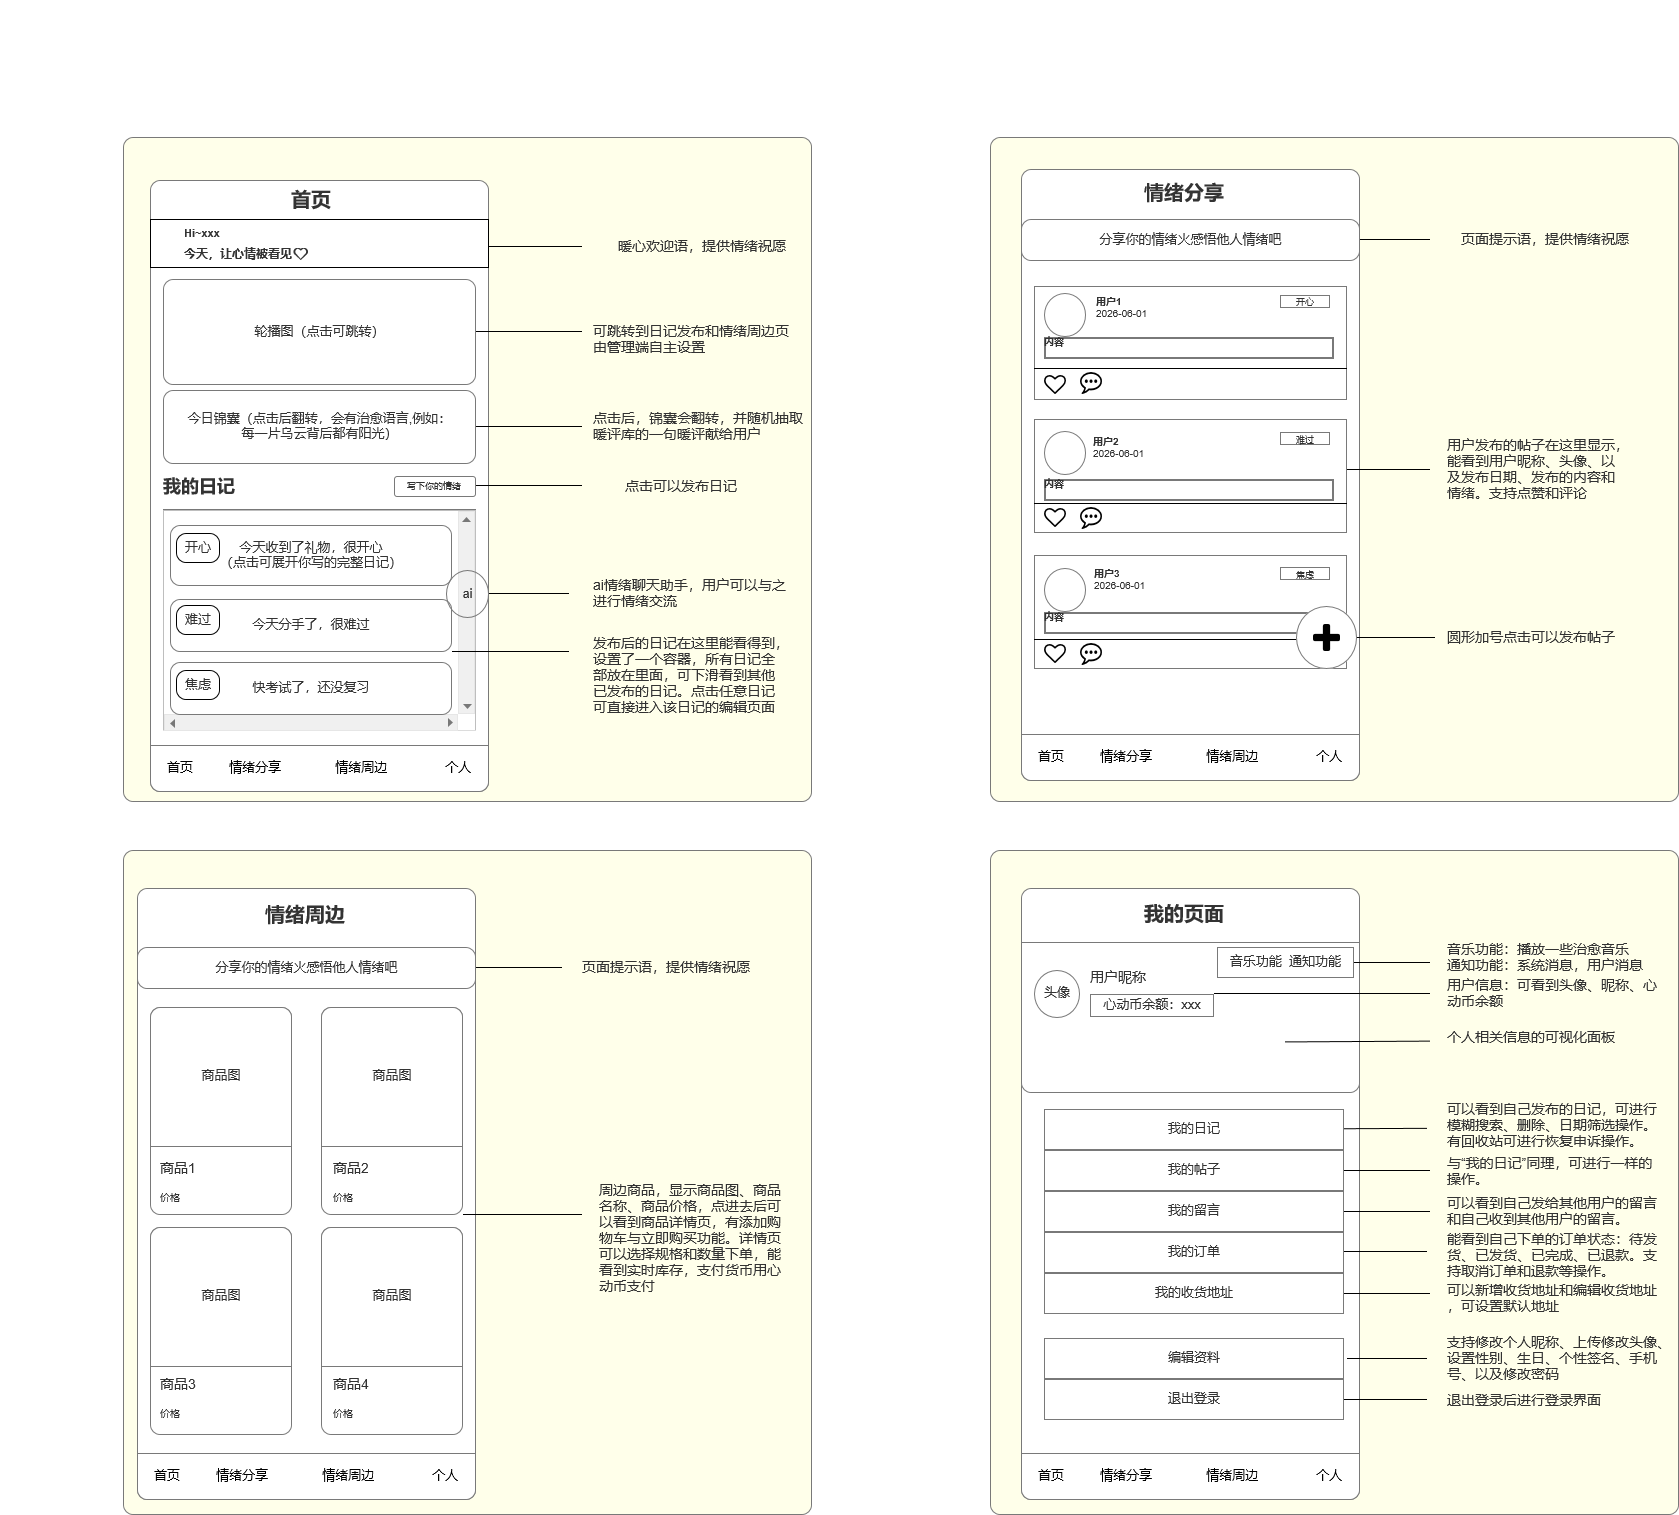 首页
Hi~xxx
今天，让心情被看见
轮播图（点击可跳转）
今日锦囊（点击后翻转，会有治愈语言,例如：
每一片乌云背后都有阳光）
我的日记
写下你的情绪
开心
今天收到了礼物，很开心
（点击可展开你写的完整日记）
ai
难过
今天分手了，很难过
焦虑
快考试了，还没复习
首页 情绪分享 情绪周边 个人
暖心欢迎语，提供情绪祝愿
可跳转到日记发布和情绪周边页
由管理端自主设置
点击后，锦囊会翻转，并随机抽取
暖评库的一句暖评献给用户
点击可以发布日记
ai情绪聊天助手，用户可以与之
进行情绪交流
发布后的日记在这里能看得到，
设置了一个容器，所有日记全
部放在里面，可下滑看到其他
已发布的日记。点击任意日记
可直接进入该日记的编辑页面
情绪分享
分享你的情绪火感悟他人情绪吧
用户1
2026-06-01
开心
内容
用户2
2026-06-01
难过
内容
用户3
2026-06-01
焦虑
内容
首页 情绪分享 情绪周边 个人
页面提示语，提供情绪祝愿
用户发布的帖子在这里显示，
能看到用户昵称、头像、以
及发布日期、发布的内容和
情绪。支持点赞和评论
圆形加号点击可以发布帖子
情绪周边
分享你的情绪火感悟他人情绪吧
商品图 商品图
商品1 商品2
价格 价格
商品图 商品图
商品3 商品4
价格 价格
首页 情绪分享 情绪周边 个人
页面提示语，提供情绪祝愿
周边商品，显示商品图、商品
名称、商品价格，点进去后可
以看到商品详情页，有添加购
物车与立即购买功能。详情页
可以选择规格和数量下单，能
看到实时库存，支付货币用心
动币支付
我的页面
音乐功能 通知功能
头像
用户昵称
心动币余额：xxx
我的日记
我的帖子
我的留言
我的订单
我的收货地址
编辑资料
退出登录
首页 情绪分享 情绪周边 个人
音乐功能：播放一些治愈音乐
通知功能：系统消息，用户消息
用户信息：可看到头像、昵称、心
动币余额
个人相关信息的可视化面板
可以看到自己发布的日记，可进行
模糊搜索、删除、日期筛选操作。
有回收站可进行恢复申诉操作。
与“我的日记”同理，可进行一样的
操作。
可以看到自己发给其他用户的留言
和自己收到其他用户的留言。
能看到自己下单的订单状态：待发
货、已发货、已完成、已退款。支
持取消订单和退款等操作。
可以新增收货地址和编辑收货地址
，可设置默认地址
支持修改个人昵称、上传修改头像、
设置性别、生日、个性签名、手机
号、以及修改密码
退出登录后进行登录界面